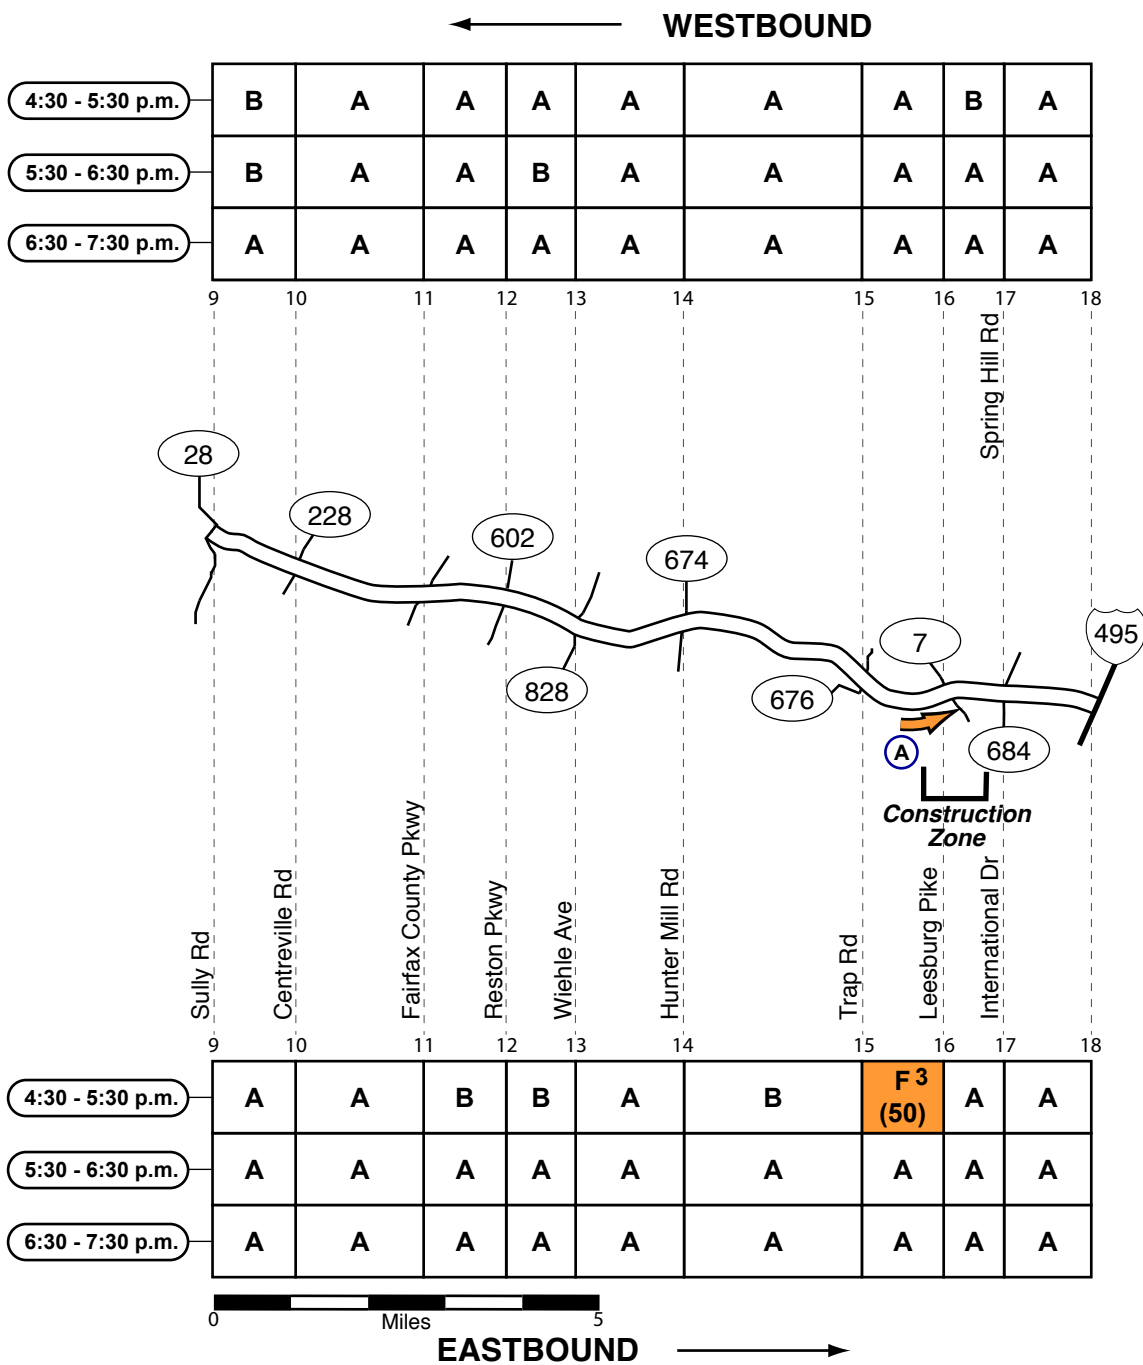 WESTBOUND
4:30 - 5:30 p.m. B A A A A A A B A
5:30 - 6:30 p.m. B A A B A A A A A
6:30 - 7:30 p.m. A A A A A A A A A
9 10 11 12 13 14 15 16 17 18
Spring Hill Rd
28
228
602
674
7
495
828
676
684
A
Construction
Zone
Sully Rd
Centreville Rd
Fairfax County Pkwy
Reston Pkwy
Wiehle Ave
Hunter Mill Rd
Trap Rd
Leesburg Pike
International Dr
9 10 11 12 13 14 15 16 17 18
4:30 - 5:30 p.m. A A B B A B F 3 (50) A A
5:30 - 6:30 p.m. A A A A A A A A A
6:30 - 7:30 p.m. A A A A A A A A A
0 Miles 5
EASTBOUND